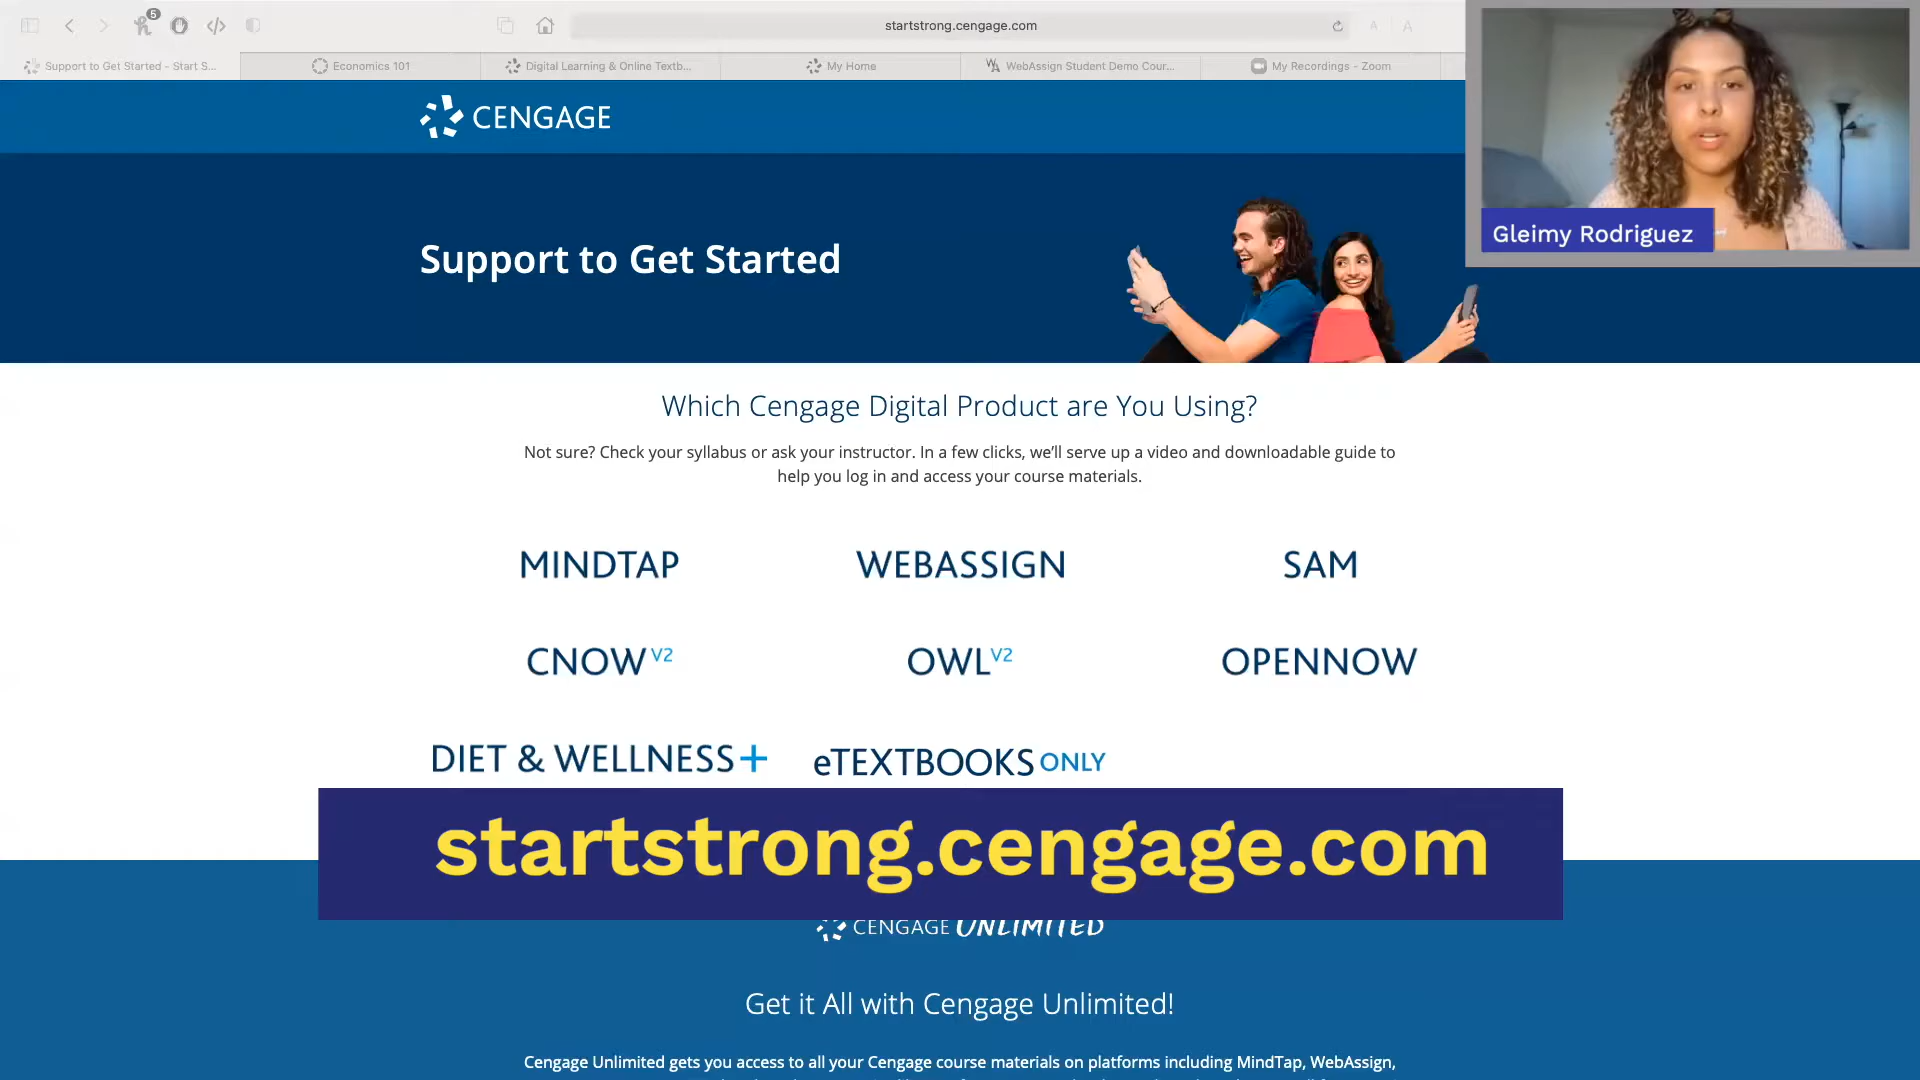 5
startstrong.cengage.com
A A
Support to Get Started - Start S...
Economics 101
Digital Learning & Online Textb...
My Home
WebAssign Student Demo Cour...
My Recordings - Zoom
CENGAGE
Gleimy Rodriguez
Support to Get Started
Which Cengage Digital Product are You Using?
Not sure? Check your syllabus or ask your instructor. In a few clicks, we’ll serve up a video and downloadable guide to
help you log in and access your course materials.
MINDTAP
WEBASSIGN
SAM
CNOWV2
OWLV2
OPENNOW
DIET & WELLNESS+
eTEXTBOOKS ONLY
startstrong.cengage.com
CENGAGE UNLIMITED
Get it All with Cengage Unlimited!
Cengage Unlimited gets you access to all your Cengage course materials on platforms including MindTap, WebAssign,